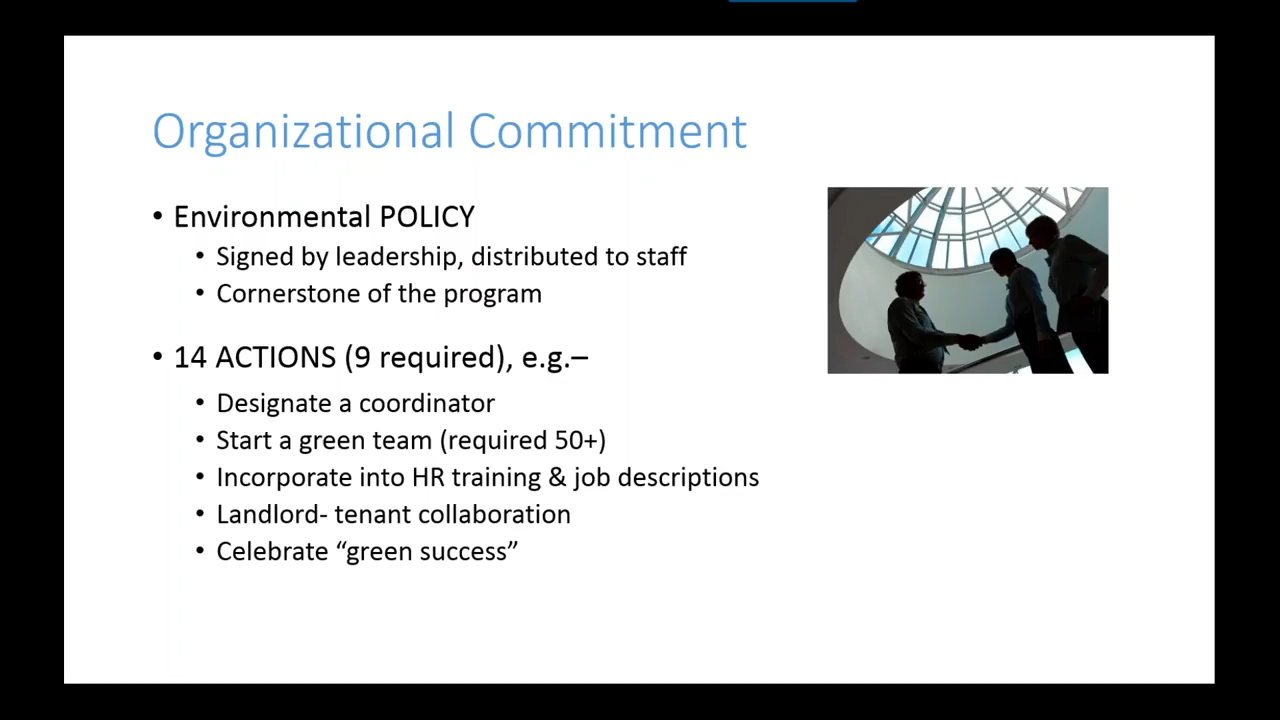 Organizational Commitment
• Environmental POLICY
• Signed by leadership, distributed to staff
• Cornerstone of the program
• 14 ACTIONS (9 required), e.g.–
• Designate a coordinator
• Start a green team (required 50+)
• Incorporate into HR training & job descriptions
• Landlord- tenant collaboration
• Celebrate “green success”